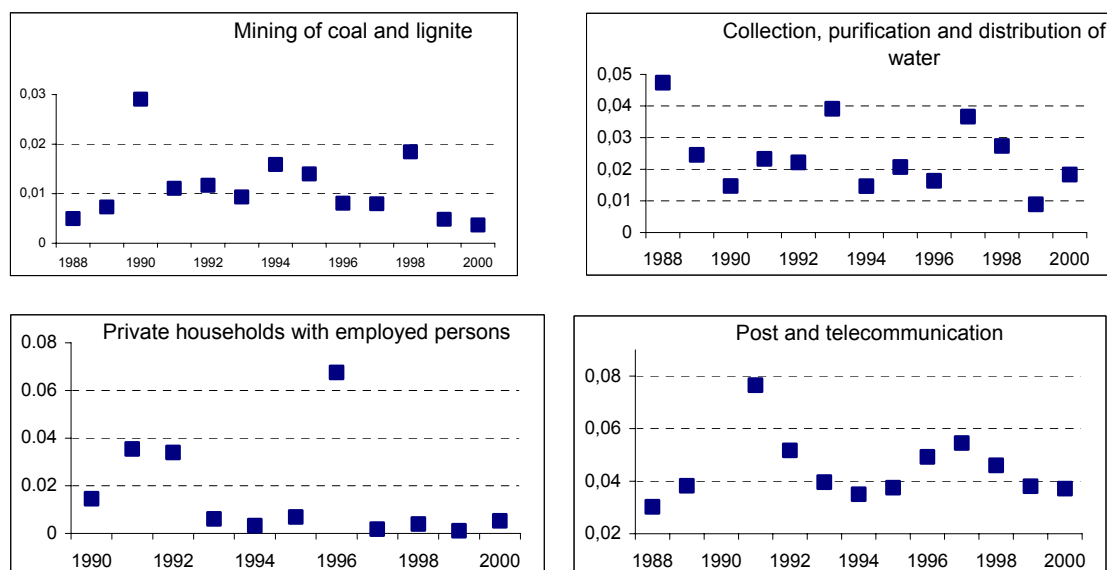 Mining of coal and lignite
0,03
0,02
0,01
0
1988 1990 1992 1994 1996 1998 2000
Collection, purification and distribution of
water
0,05
0,04
0,03
0,02
0,01
0
1988 1990 1992 1994 1996 1998 2000
Private households with employed persons
0.08
0.06
0.04
0.02
0
1990 1992 1994 1996 1998 2000
Post and telecommunication
0,08
0,06
0,04
0,02
1988 1990 1992 1994 1996 1998 2000